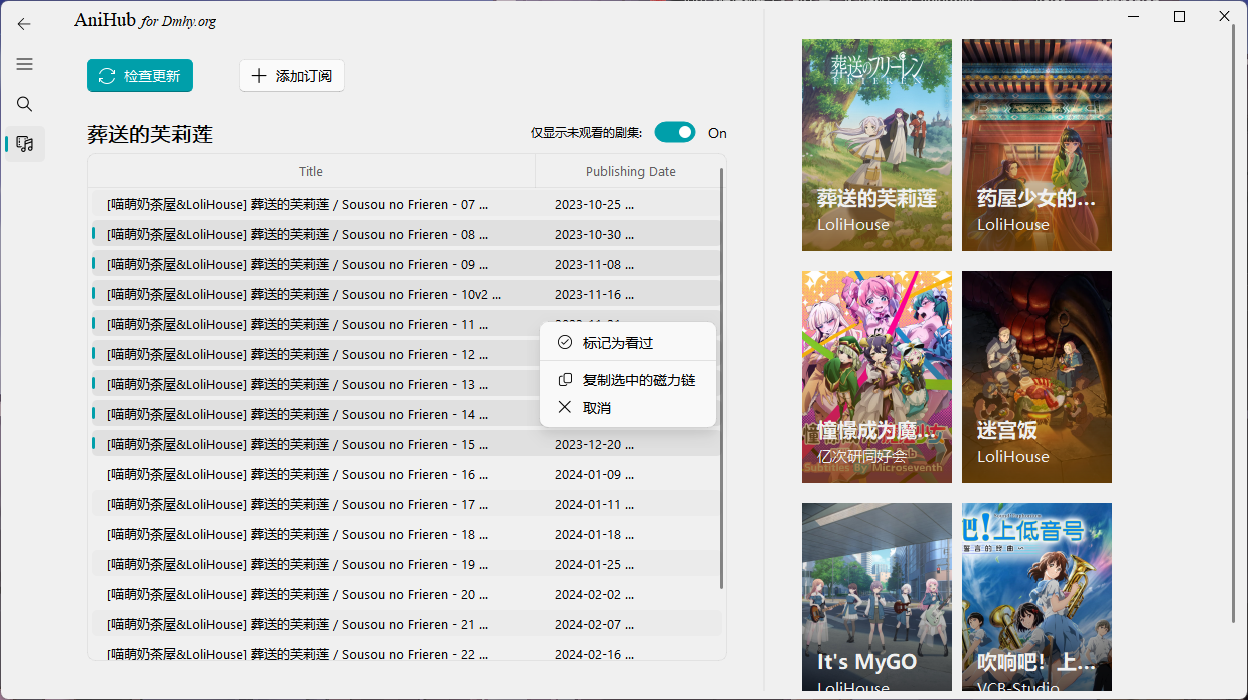 AniHub for Dmhy.org
检查更新
添加订阅
葬送的芙莉莲
仅显示未观看的剧集: On
Title Publishing Date
[喵萌奶茶屋&LoliHouse] 葬送的芙莉莲 / Sousou no Frieren - 07 ... 2023-10-25 ...
[喵萌奶茶屋&LoliHouse] 葬送的芙莉莲 / Sousou no Frieren - 08 ... 2023-10-30 ...
[喵萌奶茶屋&LoliHouse] 葬送的芙莉莲 / Sousou no Frieren - 09 ... 2023-11-08 ...
[喵萌奶茶屋&LoliHouse] 葬送的芙莉莲 / Sousou no Frieren - 10v2 ... 2023-11-16 ...
[喵萌奶茶屋&LoliHouse] 葬送的芙莉莲 / Sousou no Frieren - 11 ...
[喵萌奶茶屋&LoliHouse] 葬送的芙莉莲 / Sousou no Frieren - 12 ...
[喵萌奶茶屋&LoliHouse] 葬送的芙莉莲 / Sousou no Frieren - 13 ...
[喵萌奶茶屋&LoliHouse] 葬送的芙莉莲 / Sousou no Frieren - 14 ...
[喵萌奶茶屋&LoliHouse] 葬送的芙莉莲 / Sousou no Frieren - 15 ... 2023-12-20 ...
[喵萌奶茶屋&LoliHouse] 葬送的芙莉莲 / Sousou no Frieren - 16 ... 2024-01-09 ...
[喵萌奶茶屋&LoliHouse] 葬送的芙莉莲 / Sousou no Frieren - 17 ... 2024-01-11 ...
[喵萌奶茶屋&LoliHouse] 葬送的芙莉莲 / Sousou no Frieren - 18 ... 2024-01-18 ...
[喵萌奶茶屋&LoliHouse] 葬送的芙莉莲 / Sousou no Frieren - 19 ... 2024-01-25 ...
[喵萌奶茶屋&LoliHouse] 葬送的芙莉莲 / Sousou no Frieren - 20 ... 2024-02-02 ...
[喵萌奶茶屋&LoliHouse] 葬送的芙莉莲 / Sousou no Frieren - 21 ... 2024-02-07 ...
[喵萌奶茶屋&LoliHouse] 葬送的芙莉莲 / Sousou no Frieren - 22 ... 2024-02-16 ...
标记为看过
复制选中的磁力链
取消
葬送のフリーレン
FRIEREN
葬送的芙莉莲
LoliHouse
药屋少女的...
LoliHouse
憧憬成为魔...
亿次研同好会
Subtitles By Microseventh
迷宫饭
LoliHouse
It's MyGO
LoliHouse
吧!上低音号
誓言的终曲
吹响吧！上...
VCB-Studio